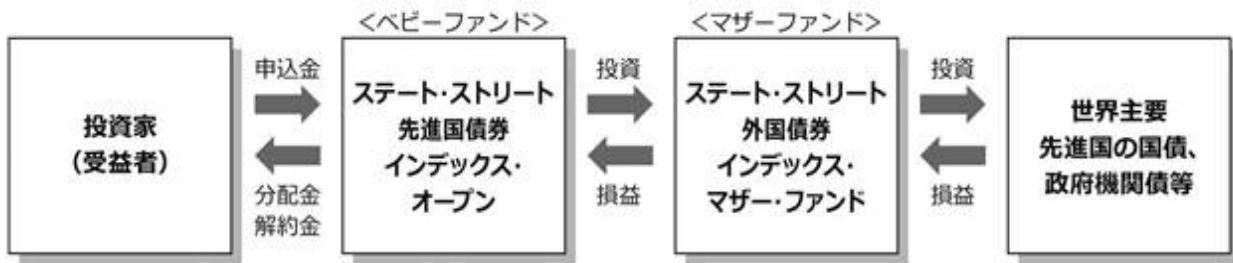 <ベビーファンド>
<マザーファンド>
投資家
(受益者)
申込金
分配金
解約金
ステート・ストリート
先進国債券
インデックス・
オープン
投資
損益
ステート・ストリート
外国債券
インデックス・
マザー・ファンド
投資
損益
世界主要
先進国の国債、
政府機関債等